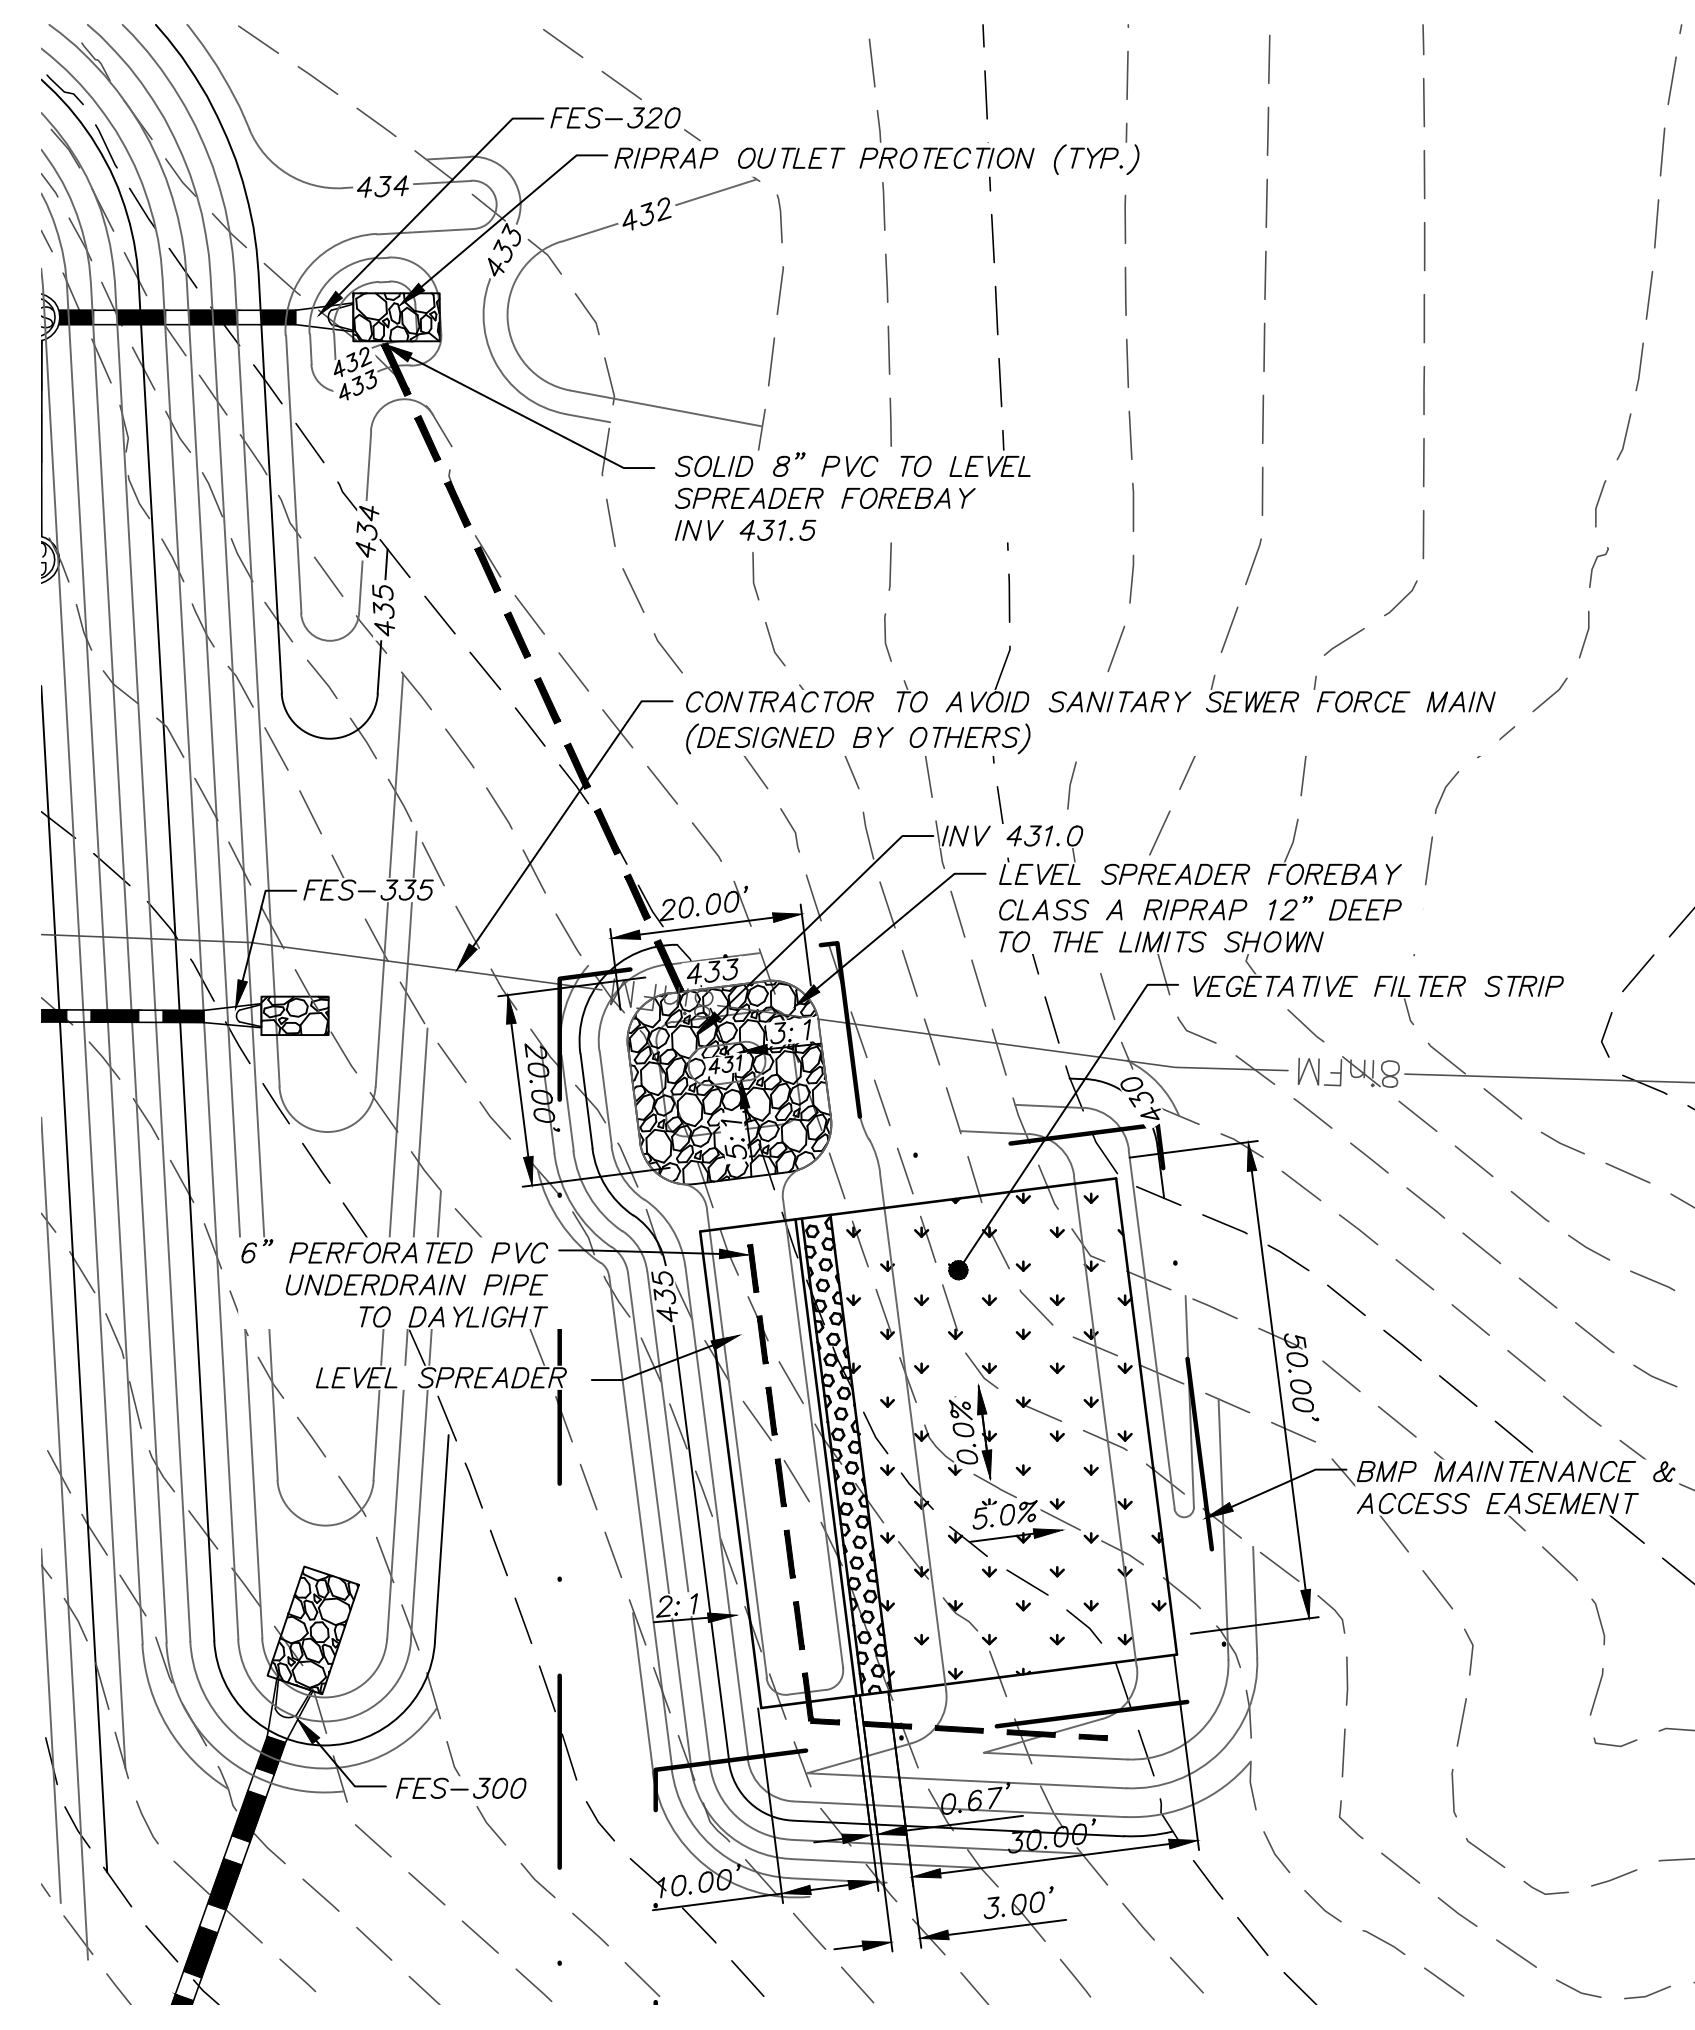 FES-320
RIPRAP OUTLET PROTECTION (TYP.)
434
432
433
432
433
SOLID 8" PVC TO LEVEL
SPREADER FOREBAY
INV 431.5
434
435
CONTRACTOR TO AVOID SANITARY SEWER FORCE MAIN
(DESIGNED BY OTHERS)
INV 431.0
LEVEL SPREADER FOREBAY
CLASS A RIPRAP 12" DEEP
TO THE LIMITS SHOWN
FES-335
20.00'
433
VEGETATIVE FILTER STRIP
3:1
431
20.00'
5:1
8inFM
430
6" PERFORATED PVC
UNDERDRAIN PIPE
TO DAYLIGHT
435
LEVEL SPREADER
50.00'
0.0%
5.0%
BMP MAINTENANCE &
ACCESS EASEMENT
2:1
FES-300
0.67'
30.00'
10.00'
3.00'